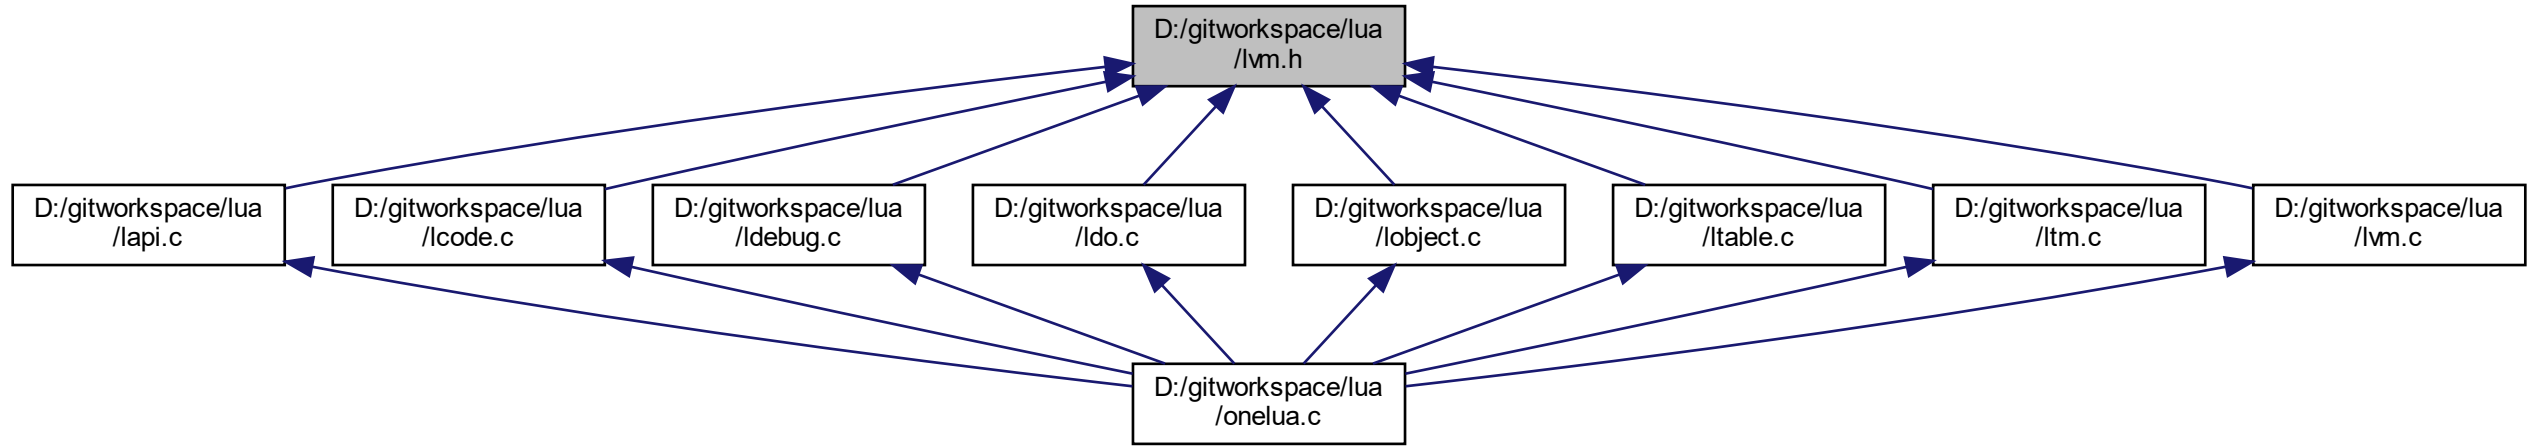 D:/gitworkspace/lua
/lvm.h
D:/gitworkspace/lua
/lapi.c
D:/gitworkspace/lua
/lcode.c
D:/gitworkspace/lua
/ldebug.c
D:/gitworkspace/lua
/ldo.c
D:/gitworkspace/lua
/lobject.c
D:/gitworkspace/lua
/ltable.c
D:/gitworkspace/lua
/ltm.c
D:/gitworkspace/lua
/lvm.c
D:/gitworkspace/lua
/onelua.c